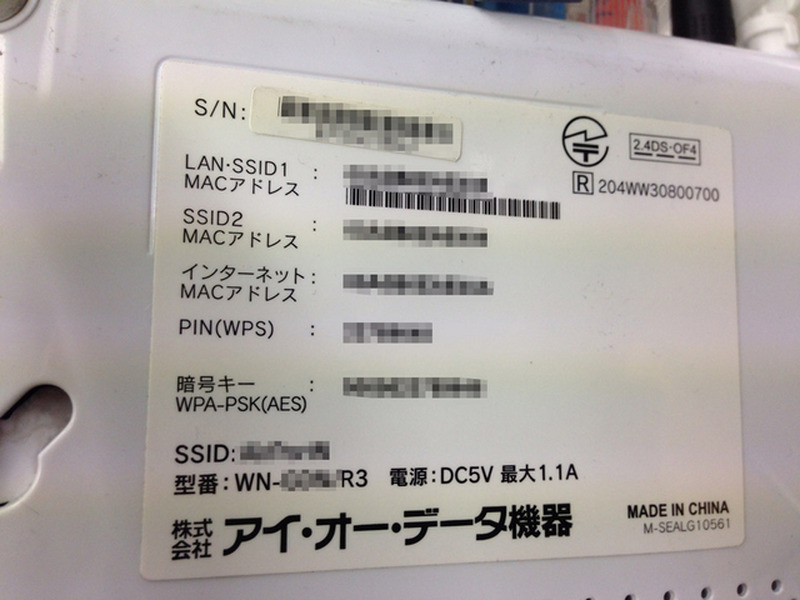 S/N:
2.4DS・OF4
R 204WW30800700
LAN・SSID1
MACアドレス :
SSID2
MACアドレス :
インターネット
MACアドレス :
PIN(WPS) :
暗号キー :
WPA-PSK(AES)
SSID:
型番:WN- R3 電源:DC5V 最大1.1A
株式会社 アイ・オー・データ機器
MADE IN CHINA
M-SEALG10561